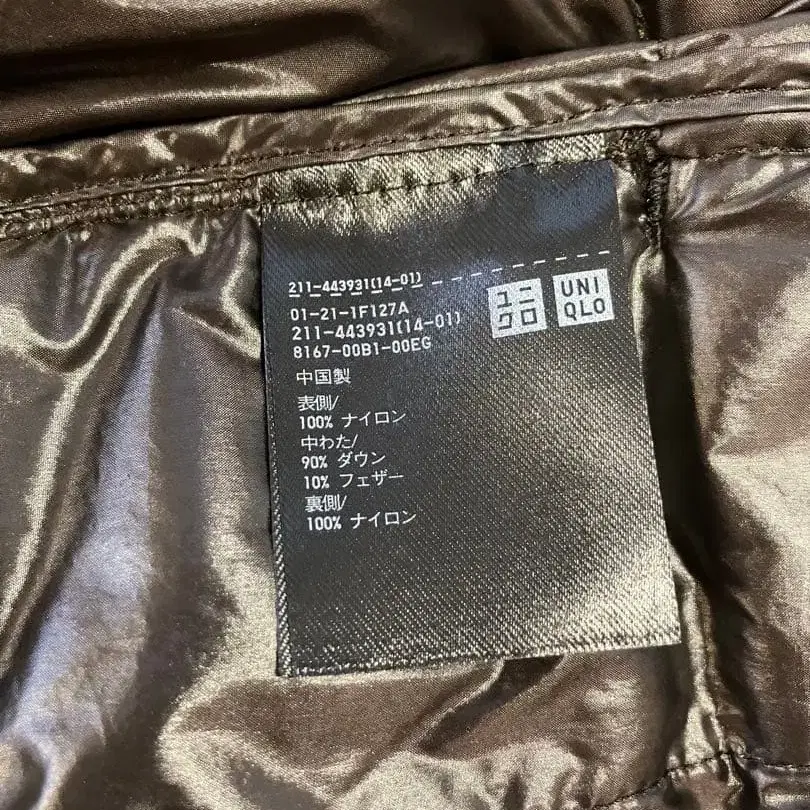 211-443931(14-01)
01-21-1F127A
211-443931(14-01)
8167-00B1-00EG
ユニ
クロ
UNI
QLO
中国製
表側/
100% ナイロン
中わた/
90% ダウン
10% フェザー
裏側/
100% ナイロン